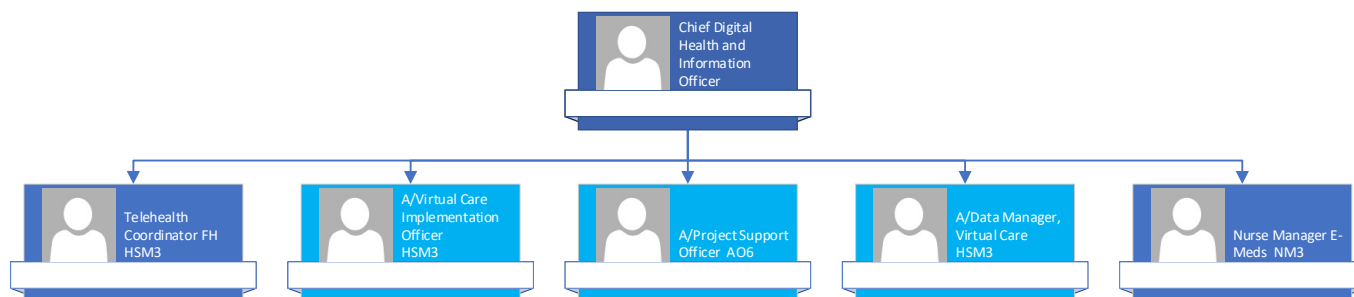 Chief Digital
Health and
Information
Officer
Telehealth
Coordinator FH
HSM3
A/Virtual Care
Implementation
Officer
HSM3
A/Project Support
Officer AO6
A/Data Manager,
Virtual Care
HSM3
Nurse Manager E-
Meds NM3